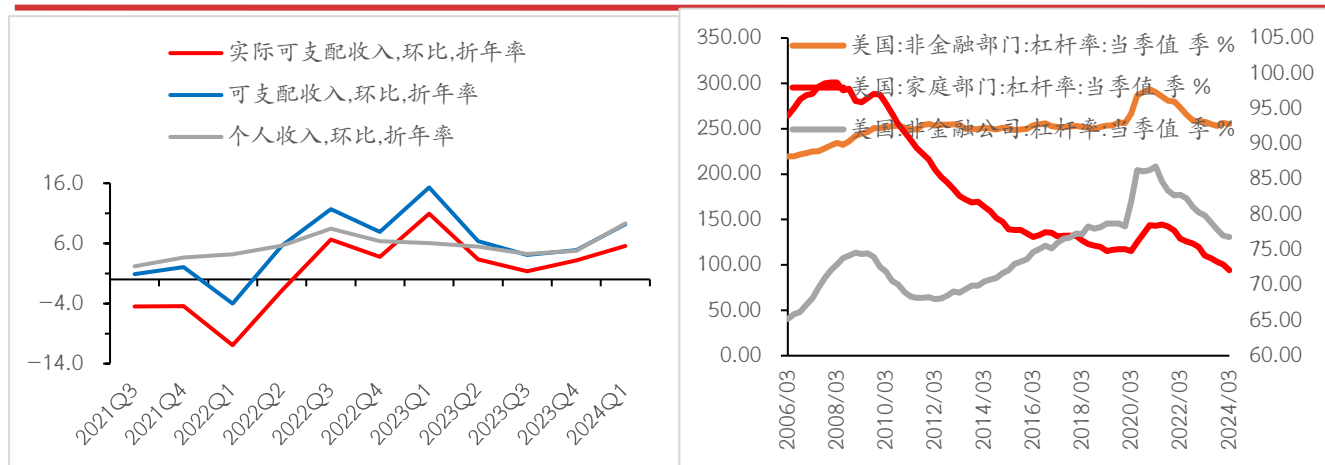 实际可支配收入,环比,折年率
可支配收入,环比,折年率
个人收入,环比,折年率
16.0
6.0
-4.0
-14.0
2021Q3
2021Q4
2022Q1
2022Q2
2022Q3
2022Q4
2023Q1
2023Q2
2023Q3
2023Q4
2024Q1
美国:非金融部门:杠杆率:当季值 季 %
美国:家庭部门:杠杆率:当季值 季 %
美国:非金融公司:杠杆率:当季值 季 %
350.00
300.00
250.00
200.00
150.00
100.00
50.00
0.00
105.00
100.00
95.00
90.00
85.00
80.00
75.00
70.00
65.00
60.00
2006/03
2008/03
2010/03
2012/03
2014/03
2016/03
2018/03
2020/03
2022/03
2024/03